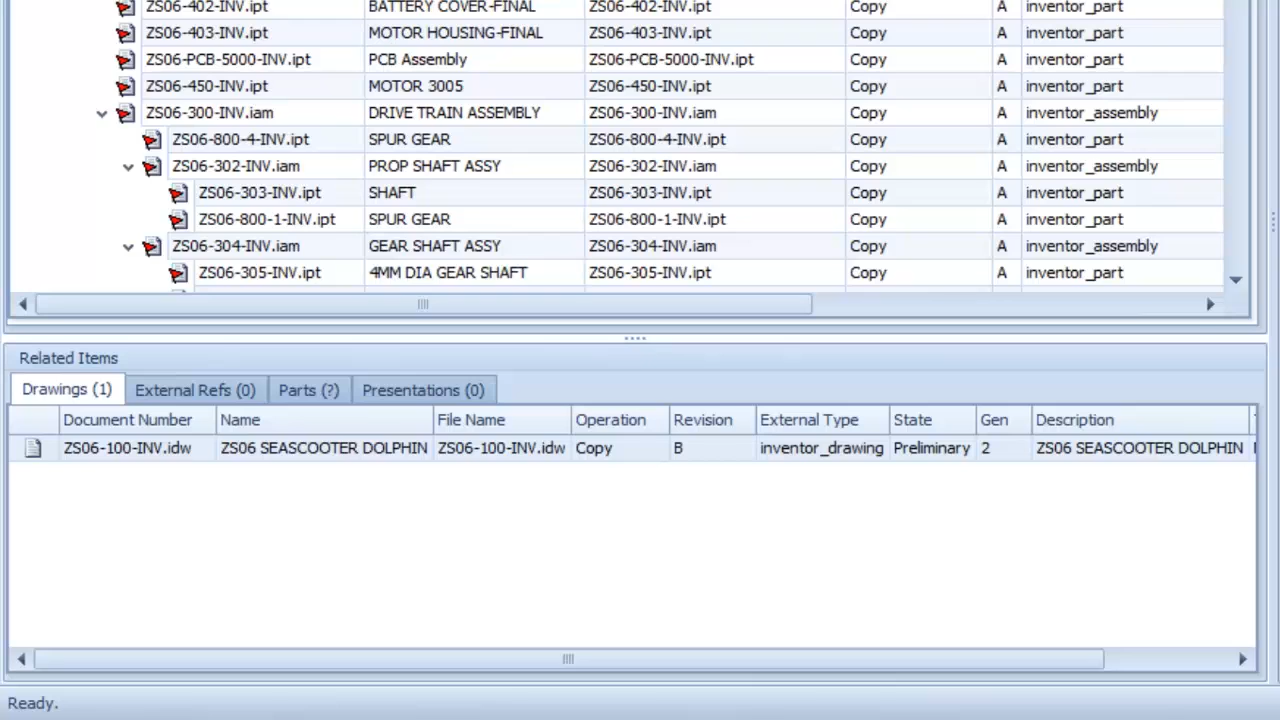 ZS06-402-INV.ipt BATTERY COVER-FINAL ZS06-402-INV.ipt Copy A inventor_part
ZS06-403-INV.ipt MOTOR HOUSING-FINAL ZS06-403-INV.ipt Copy A inventor_part
ZS06-PCB-5000-INV.ipt PCB Assembly ZS06-PCB-5000-INV.ipt Copy A inventor_part
ZS06-450-INV.ipt MOTOR 3005 ZS06-450-INV.ipt Copy A inventor_part
ZS06-300-INV.iam DRIVE TRAIN ASSEMBLY ZS06-300-INV.iam Copy A inventor_assembly
ZS06-800-4-INV.ipt SPUR GEAR ZS06-800-4-INV.ipt Copy A inventor_part
ZS06-302-INV.iam PROP SHAFT ASSY ZS06-302-INV.iam Copy A inventor_assembly
ZS06-303-INV.ipt SHAFT ZS06-303-INV.ipt Copy A inventor_part
ZS06-800-1-INV.ipt SPUR GEAR ZS06-800-1-INV.ipt Copy A inventor_part
ZS06-304-INV.iam GEAR SHAFT ASSY ZS06-304-INV.iam Copy A inventor_assembly
ZS06-305-INV.ipt 4MM DIA GEAR SHAFT ZS06-305-INV.ipt Copy A inventor_part
Related Items
Drawings (1) External Refs (0) Parts (?) Presentations (0)
Document Number Name File Name Operation Revision External Type State Gen Description
ZS06-100-INV.idw ZS06 SEASCOOTER DOLPHIN ZS06-100-INV.idw Copy B inventor_drawing Preliminary 2 ZS06 SEASCOOTER DOLPHIN
Ready.